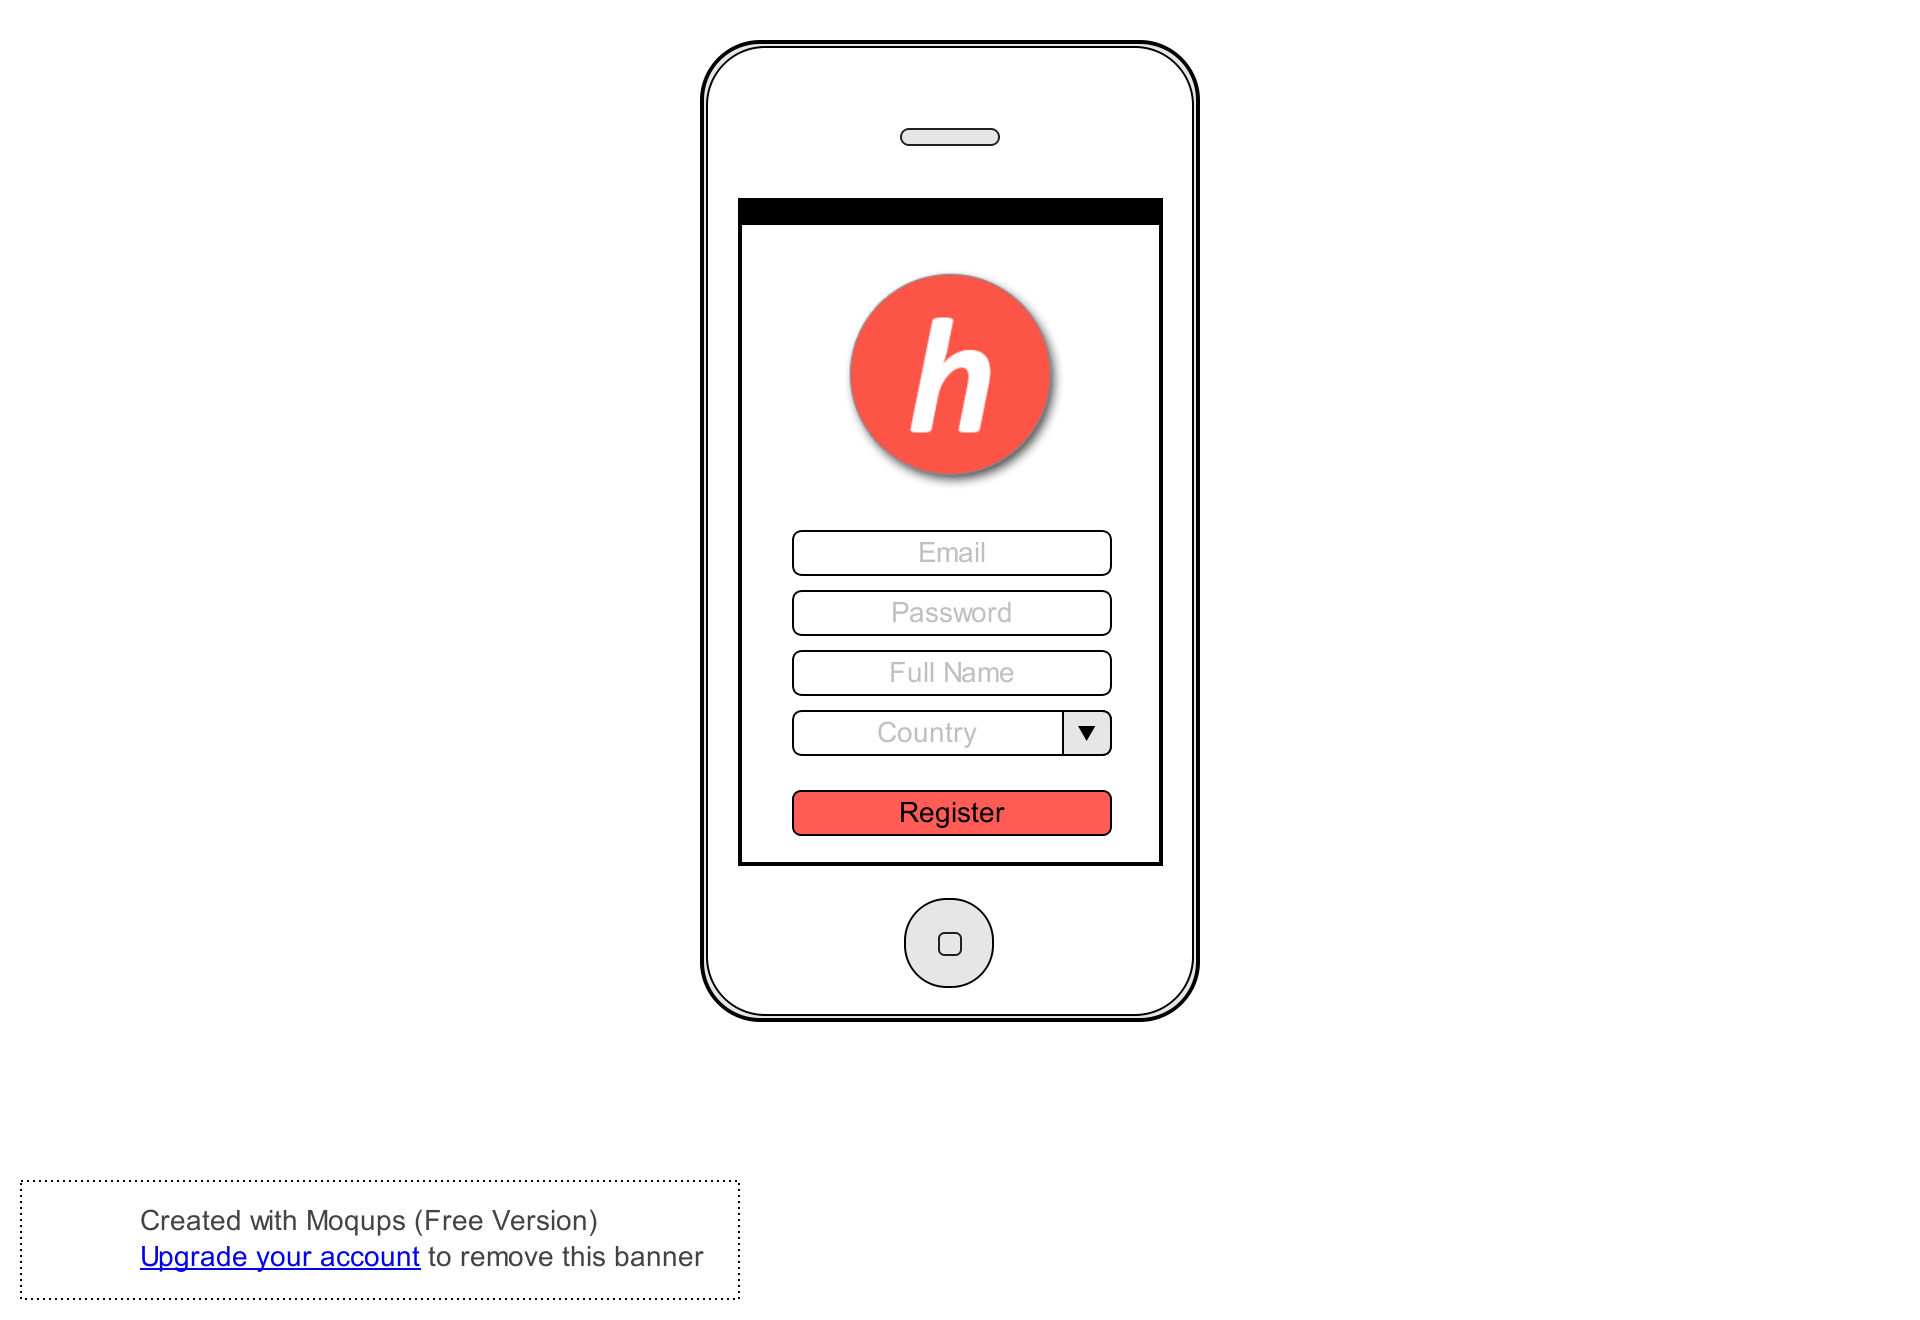 h
Email
Password
Full Name
Country
Register
Created with Moqups (Free Version)
Upgrade your account to remove this banner